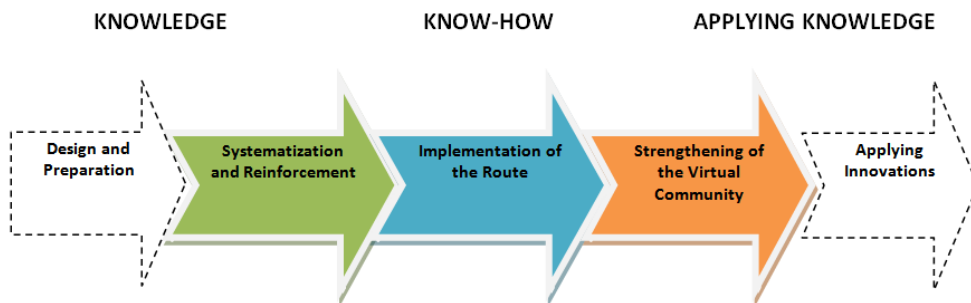 KNOWLEDGE
KNOW-HOW
APPLYING KNOWLEDGE
Design and
Preparation
Systematization
and Reinforcement
Implementation of
the Route
Strengthening of
the Virtual
Community
Applying
Innovations